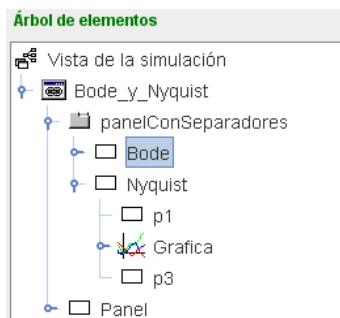 Árbol de elementos
Vista de la simulación
Bode_y_Nyquist
panelConSeparadores
Bode
Nyquist
p1
Grafica
p3
Panel